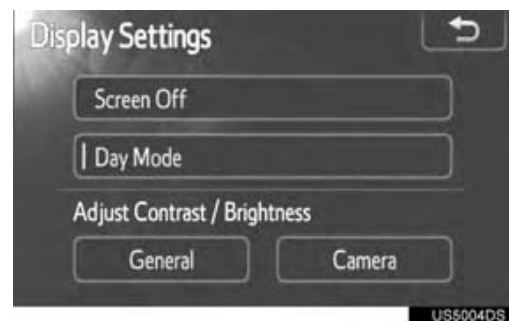 Display Settings
Screen Off
Day Mode
Adjust Contrast / Brightness
General
Camera
US5004DS